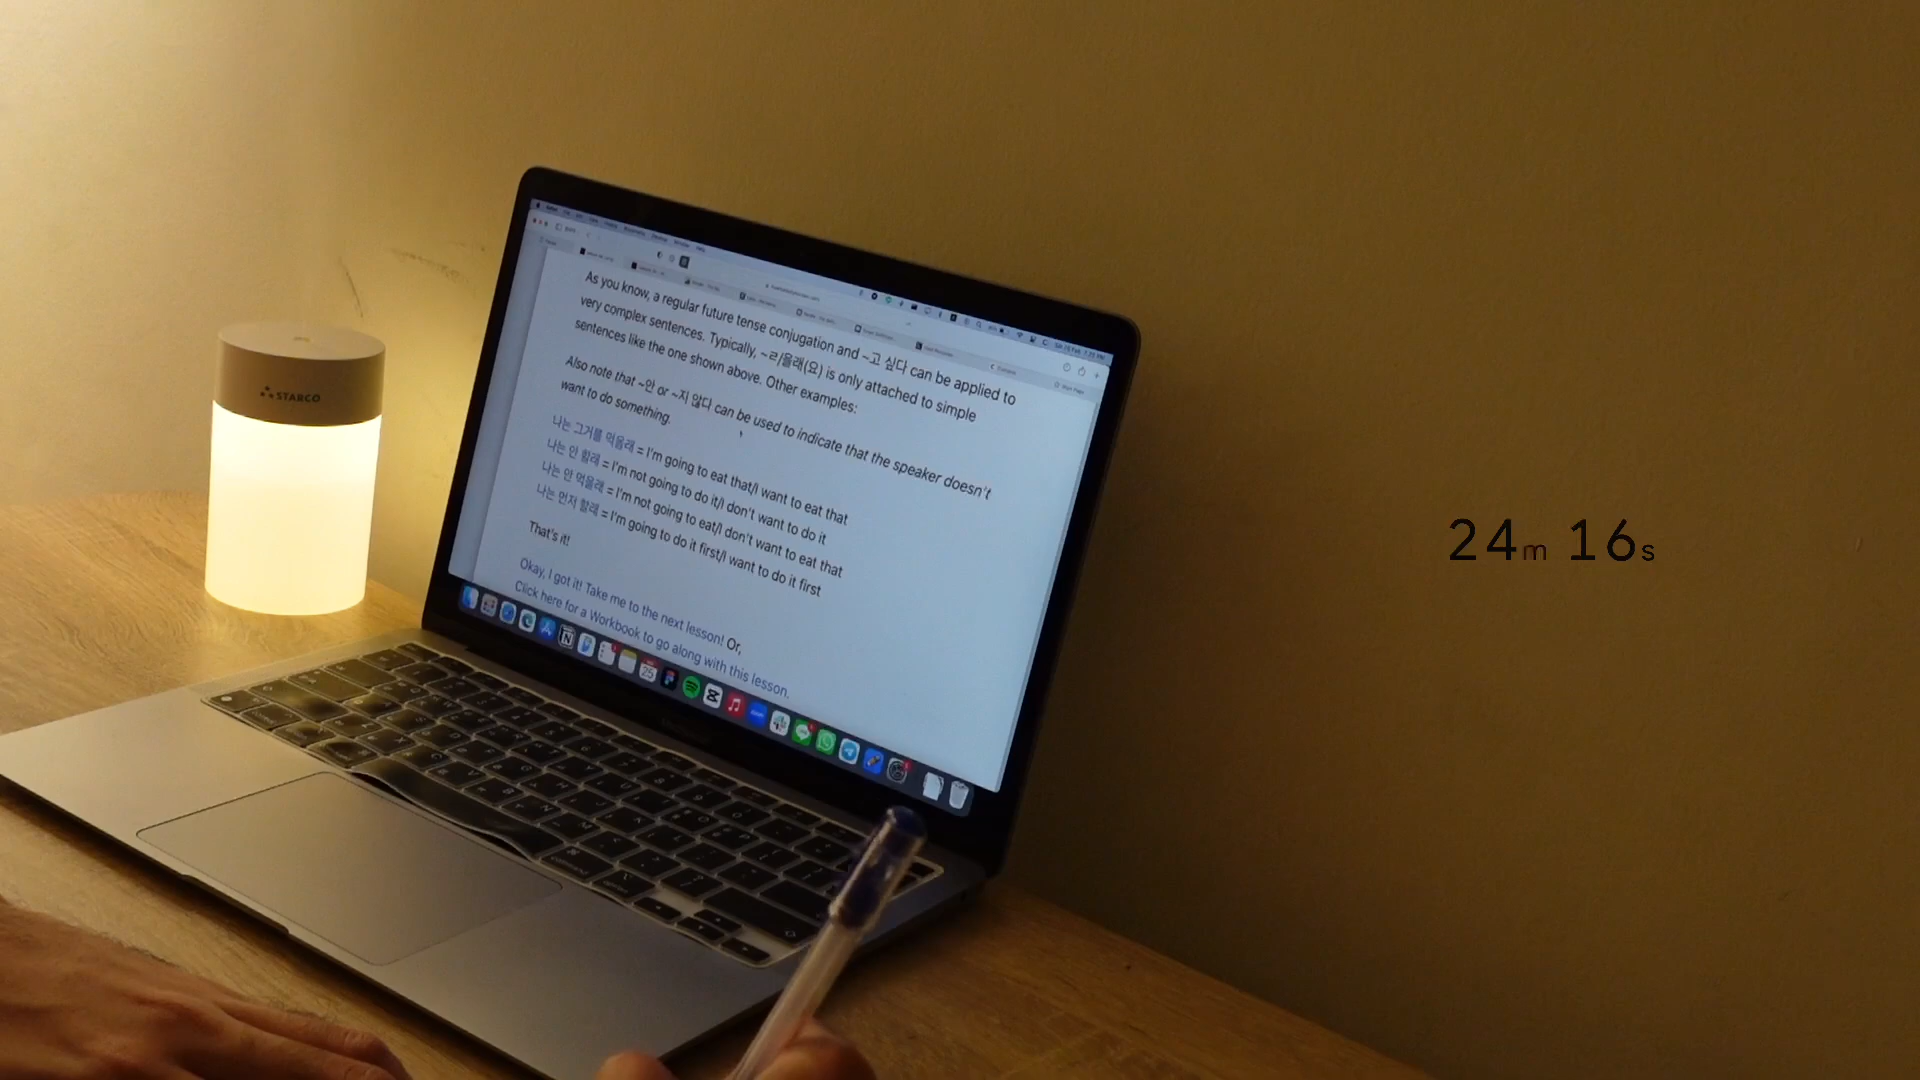 As you know, a regular future tense conjugation and ~고 싶다 can be applied to
very complex sentences. Typically, ~ㄹ/을래(요) is only attached to simple
sentences like the one shown above. Other examples:
Also note that ~안 or ~지 않다 can be used to indicate that the speaker doesn't
want to do something.
나는 그거를 먹을래 = I'm going to eat that/I want to eat that
나는 안 할래 = I'm not going to do it/I don't want to do it
나는 안 먹을래 = I'm not going to eat/I don't want to eat that
나는 먼저 할래 = I'm going to do it first/I want to do it first
That's it!
Okay, I got it! Take me to the next lesson! Or,
Click here for a Workbook to go along with this lesson.
STARCO
24m 16s